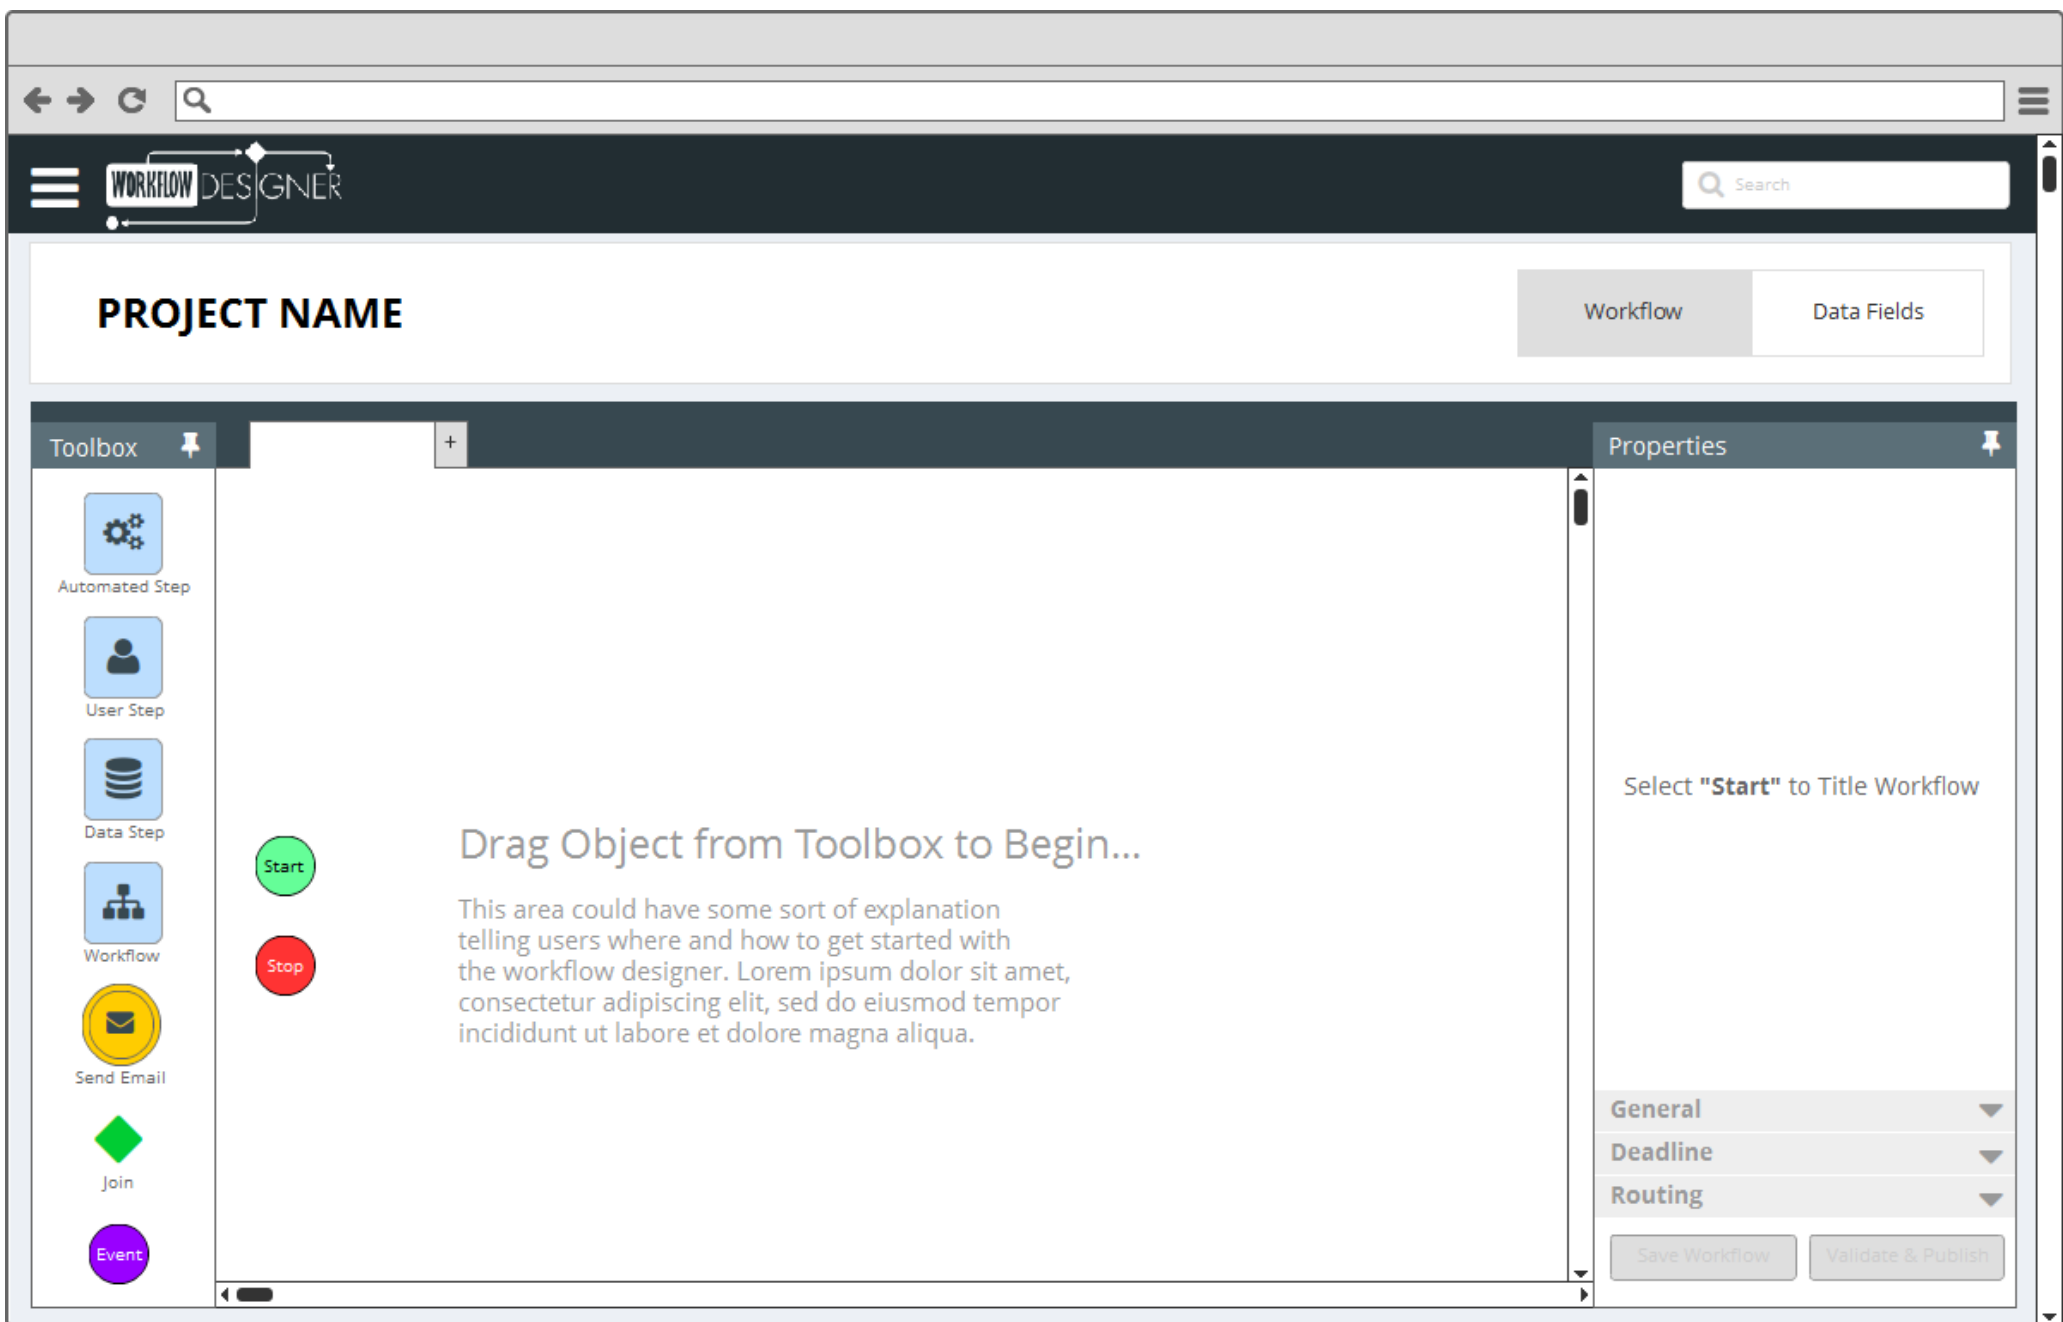 WORKFLOW DESIGNER
Search
PROJECT NAME
Workflow
Data Fields
Toolbox
+
Properties
Automated Step
User Step
Data Step
Workflow
Send Email
Join
Event
Start
Stop
Drag Object from Toolbox to Begin...
This area could have some sort of explanation
telling users where and how to get started with
the workflow designer. Lorem ipsum dolor sit amet,
consectetur adipiscing elit, sed do eiusmod tempor
incididunt ut labore et dolore magna aliqua.
Select "Start" to Title Workflow
General
Deadline
Routing
Save Workflow
Validate & Publish